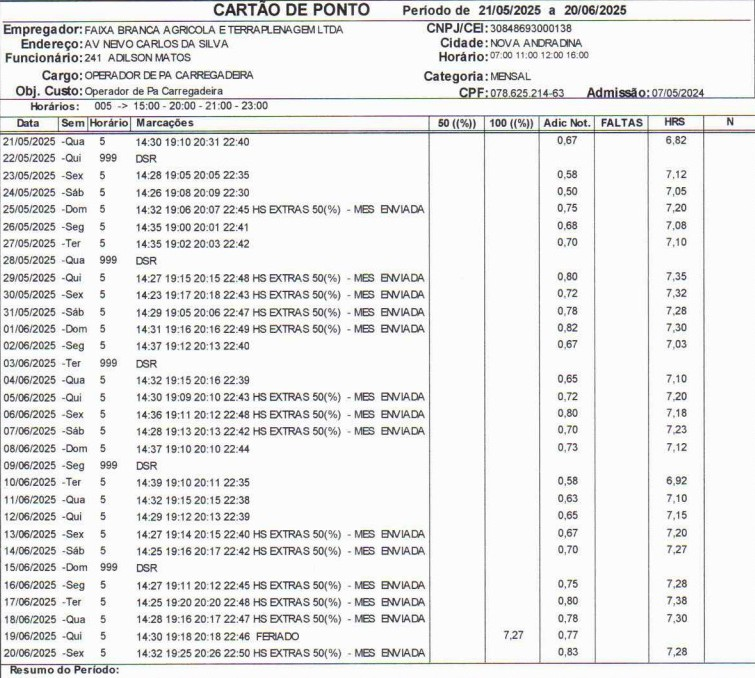 CARTÃO DE PONTO Período de 21/05/2025 a 20/06/2025
Empregador: FAIXA BRANCA AGRICOLA E TERRAPLENAGEM LTDA CNPJ/CEI: 30848693000138
Endereço: AV NEIVO CARLOS DA SILVA Cidade: NOVA ANDRADINA
Funcionário: 241 ADILSON MATOS Horário: 07:00 11:00 12:00 16:00
Cargo: OPERADOR DE PA CARREGADEIRA Categoria: MENSAL
Obj. Custo: Operador de Pa Carregadeira CPF: 078.625.214-63 Admissão: 07/05/2024
Horários: 005 -> 15:00 - 20:00 - 21:00 - 23:00
Data Sem Horário Marcações 50 ((%)) 100 ((%)) Adic Not. FALTAS HRS N
21/05/2025 -Qua 5 14:30 19:10 20:31 22:40 0,67 6,82
22/05/2025 -Qui 999 DSR
23/05/2025 -Sex 5 14:28 19:05 20:05 22:35 0,58 7,12
24/05/2025 -Sáb 5 14:26 19:08 20:09 22:30 0,50 7,05
25/05/2025 -Dom 5 14:32 19:06 20:07 22:45 HS EXTRAS 50(%) - MES ENVIADA 0,75 7,20
26/05/2025 -Seg 5 14:35 19:00 20:01 22:41 0,68 7,08
27/05/2025 -Ter 5 14:35 19:02 20:03 22:42 0,70 7,10
28/05/2025 -Qua 999 DSR
29/05/2025 -Qui 5 14:27 19:15 20:15 22:48 HS EXTRAS 50(%) - MES ENVIADA 0,80 7,35
30/05/2025 -Sex 5 14:23 19:17 20:18 22:43 HS EXTRAS 50(%) - MES ENVIADA 0,72 7,32
31/05/2025 -Sáb 5 14:29 19:05 20:06 22:47 HS EXTRAS 50(%) - MES ENVIADA 0,78 7,28
01/06/2025 -Dom 5 14:31 19:16 20:16 22:49 HS EXTRAS 50(%) - MES ENVIADA 0,82 7,30
02/06/2025 -Seg 5 14:37 19:12 20:13 22:40 0,67 7,03
03/06/2025 -Ter 999 DSR
04/06/2025 -Qua 5 14:32 19:15 20:16 22:39 0,65 7,10
05/06/2025 -Qui 5 14:30 19:09 20:10 22:43 HS EXTRAS 50(%) - MES ENVIADA 0,72 7,20
06/06/2025 -Sex 5 14:36 19:11 20:12 22:48 HS EXTRAS 50(%) - MES ENVIADA 0,80 7,18
07/06/2025 -Sáb 5 14:28 19:13 20:13 22:42 HS EXTRAS 50(%) - MES ENVIADA 0,70 7,23
08/06/2025 -Dom 5 14:37 19:10 20:10 22:44 0,73 7,12
09/06/2025 -Seg 999 DSR
10/06/2025 -Ter 5 14:39 19:10 20:11 22:35 0,58 6,92
11/06/2025 -Qua 5 14:32 19:15 20:15 22:38 0,63 7,10
12/06/2025 -Qui 5 14:29 19:12 20:13 22:39 0,65 7,15
13/06/2025 -Sex 5 14:27 19:14 20:15 22:40 HS EXTRAS 50(%) - MES ENVIADA 0,67 7,20
14/06/2025 -Sáb 5 14:25 19:16 20:17 22:42 HS EXTRAS 50(%) - MES ENVIADA 0,70 7,27
15/06/2025 -Dom 999 DSR
16/06/2025 -Seg 5 14:27 19:11 20:12 22:45 HS EXTRAS 50(%) - MES ENVIADA 0,75 7,28
17/06/2025 -Ter 5 14:25 19:20 20:20 22:48 HS EXTRAS 50(%) - MES ENVIADA 0,80 7,38
18/06/2025 -Qua 5 14:28 19:16 20:17 22:47 HS EXTRAS 50(%) - MES ENVIADA 0,78 7,30
19/06/2025 -Qui 5 14:30 19:18 20:18 22:46 FERIADO 7,27 0,77
20/06/2025 -Sex 5 14:32 19:25 20:26 22:50 HS EXTRAS 50(%) - MES ENVIADA 0,83 7,28
Resumo do Período: